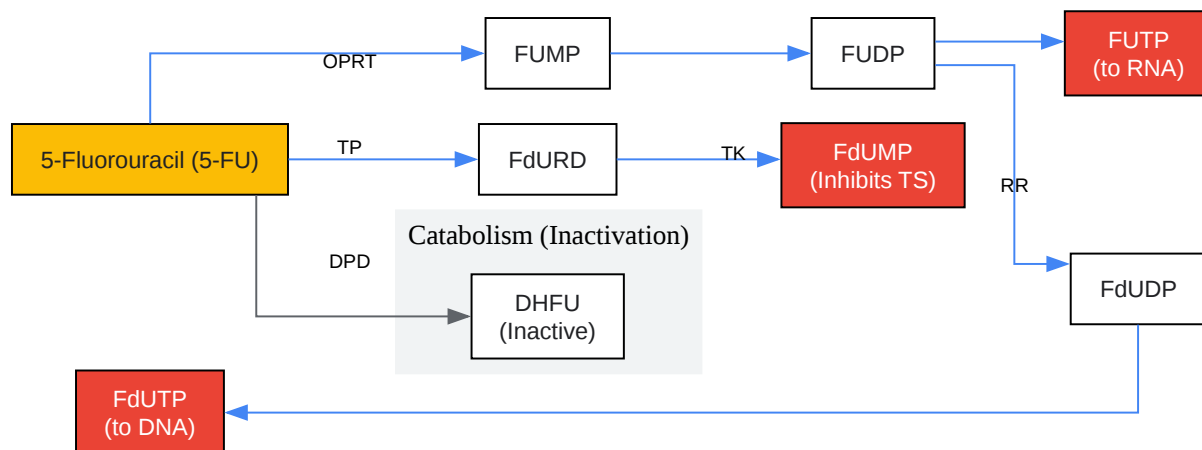 OPRT
FUMP
FUDP
FUTP
(to RNA)
5-Fluorouracil (5-FU)
TP
FdURD
TK
FdUMP
(Inhibits TS)
RR
Catabolism (Inactivation)
DPD
DHFU
(Inactive)
FdUDP
FdUTP
(to DNA)